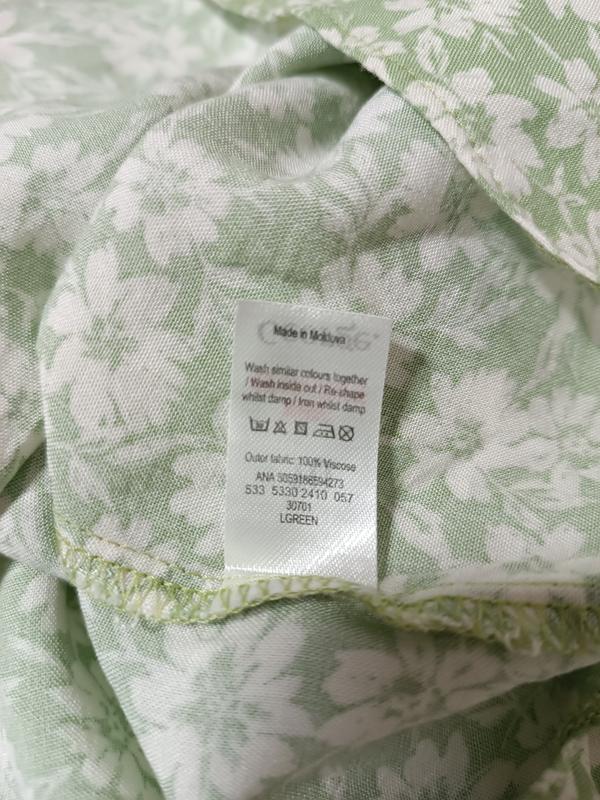 Made in Moldova
Wash similar colours together
/ Wash inside out / Re-shape
whilst damp / Iron whilst damp
Outer fabric: 100% Viscose
ANA 5059186594273
533 5330 2410 057
30701
LGREEN